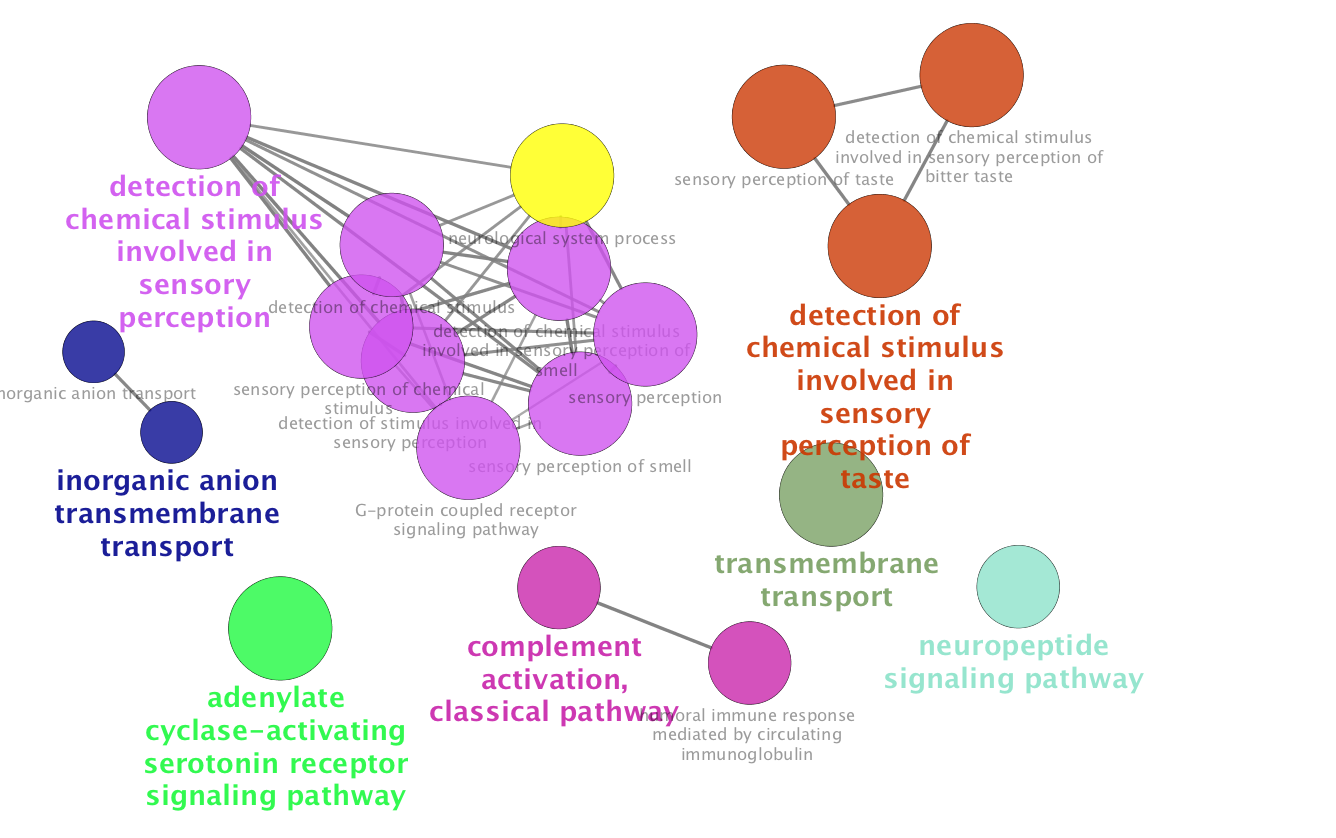 detection of
chemical stimulus
involved in
sensory
perception
neurological system process
detection of chemical stimulus
detection of chemical stimulus
involved in sensory perception of
smell
sensory perception of chemical
stimulus
sensory perception
detection of stimulus involved in
sensory perception
sensory perception of smell
G-protein coupled receptor
signaling pathway
sensory perception of taste
detection of chemical stimulus
involved in sensory perception of
bitter taste
detection of
chemical stimulus
involved in
sensory
perception of
taste
norganic anion transport
inorganic anion
transmembrane
transport
transmembrane
transport
neuropeptide
signaling pathway
complement
activation,
classical pathway
humoral immune response
mediated by circulating
immunoglobulin
adenylate
cyclase-activating
serotonin receptor
signaling pathway